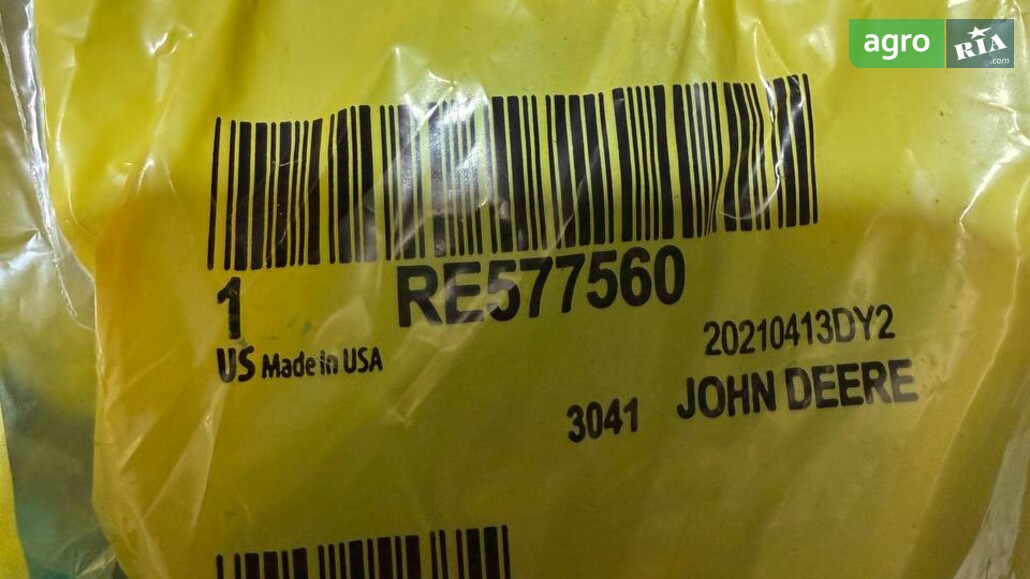 agro RIA.com
1 RE577560
20210413DY2
US Made in USA
3041 JOHN DEERE